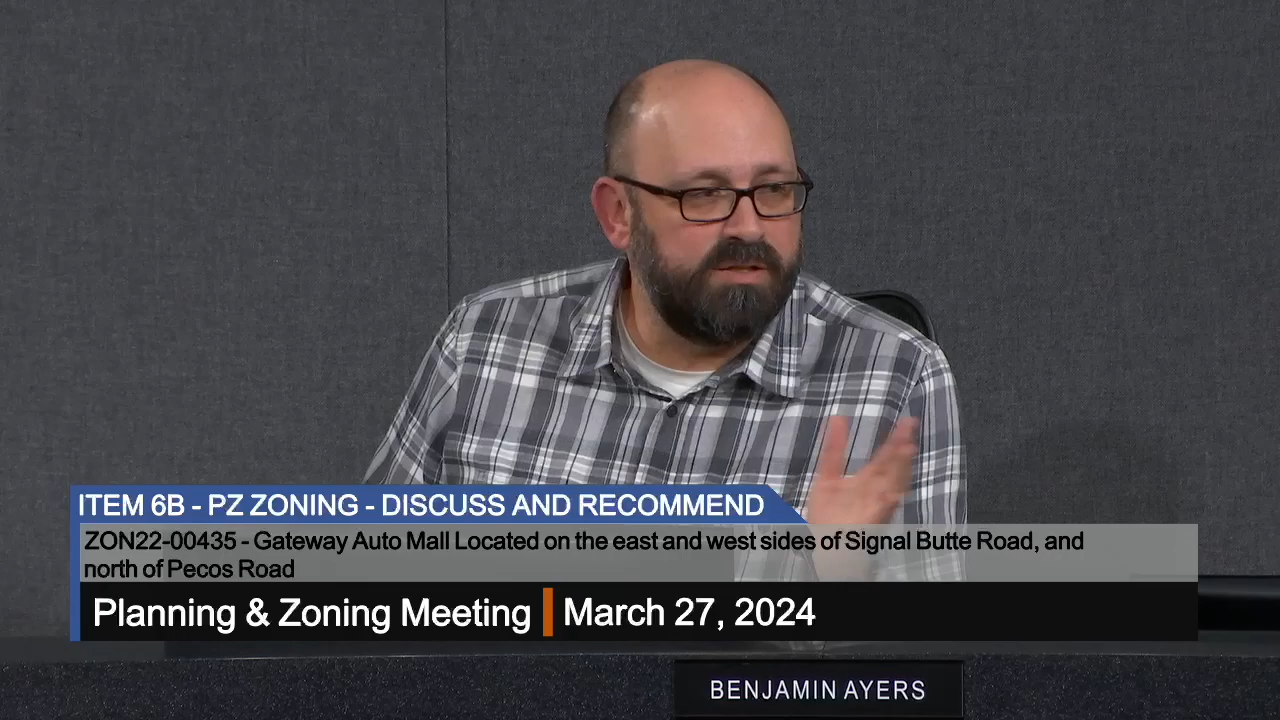 ITEM 6B - PZ ZONING - DISCUSS AND RECOMMEND
ZON22-00435 - Gateway Auto Mall Located on the east and west sides of Signal Butte Road, and
north of Pecos Road
Planning & Zoning Meeting March 27, 2024
BENJAMIN AYERS